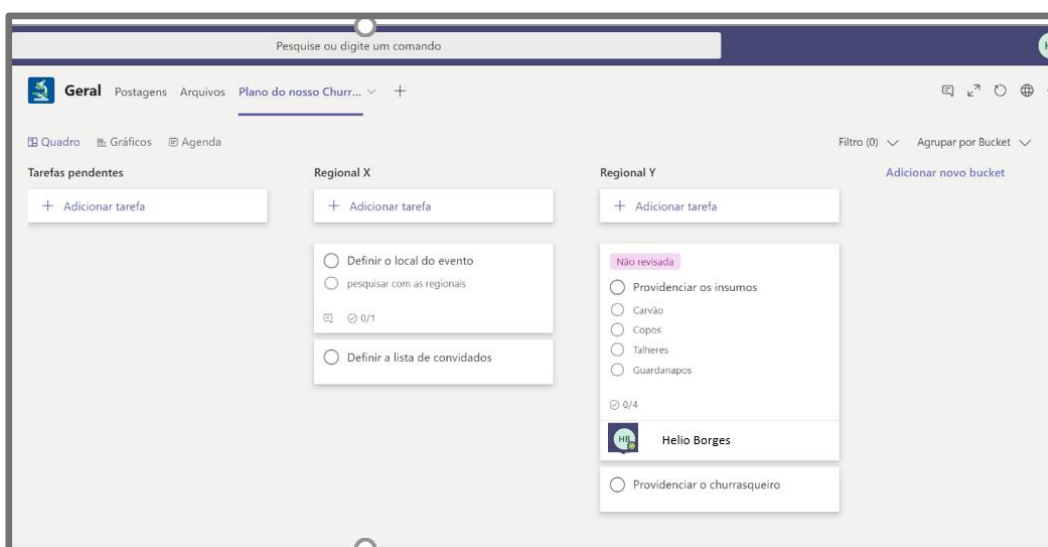 Pesquise ou digite um comando
Geral Postagens Arquivos Plano do nosso Churr...
Quadro Gráficos Agenda
Filtro (0) Agrupar por Bucket
Tarefas pendentes
+ Adicionar tarefa
Regional X
+ Adicionar tarefa
Definir o local do evento
pesquisar com as regionais
0/1
Definir a lista de convidados
Regional Y
+ Adicionar tarefa
Não revisada
Providenciar os insumos
Carvão
Copos
Talheres
Guardanapos
0/4
HB Helio Borges
Providenciar o churrasqueiro
Adicionar novo bucket